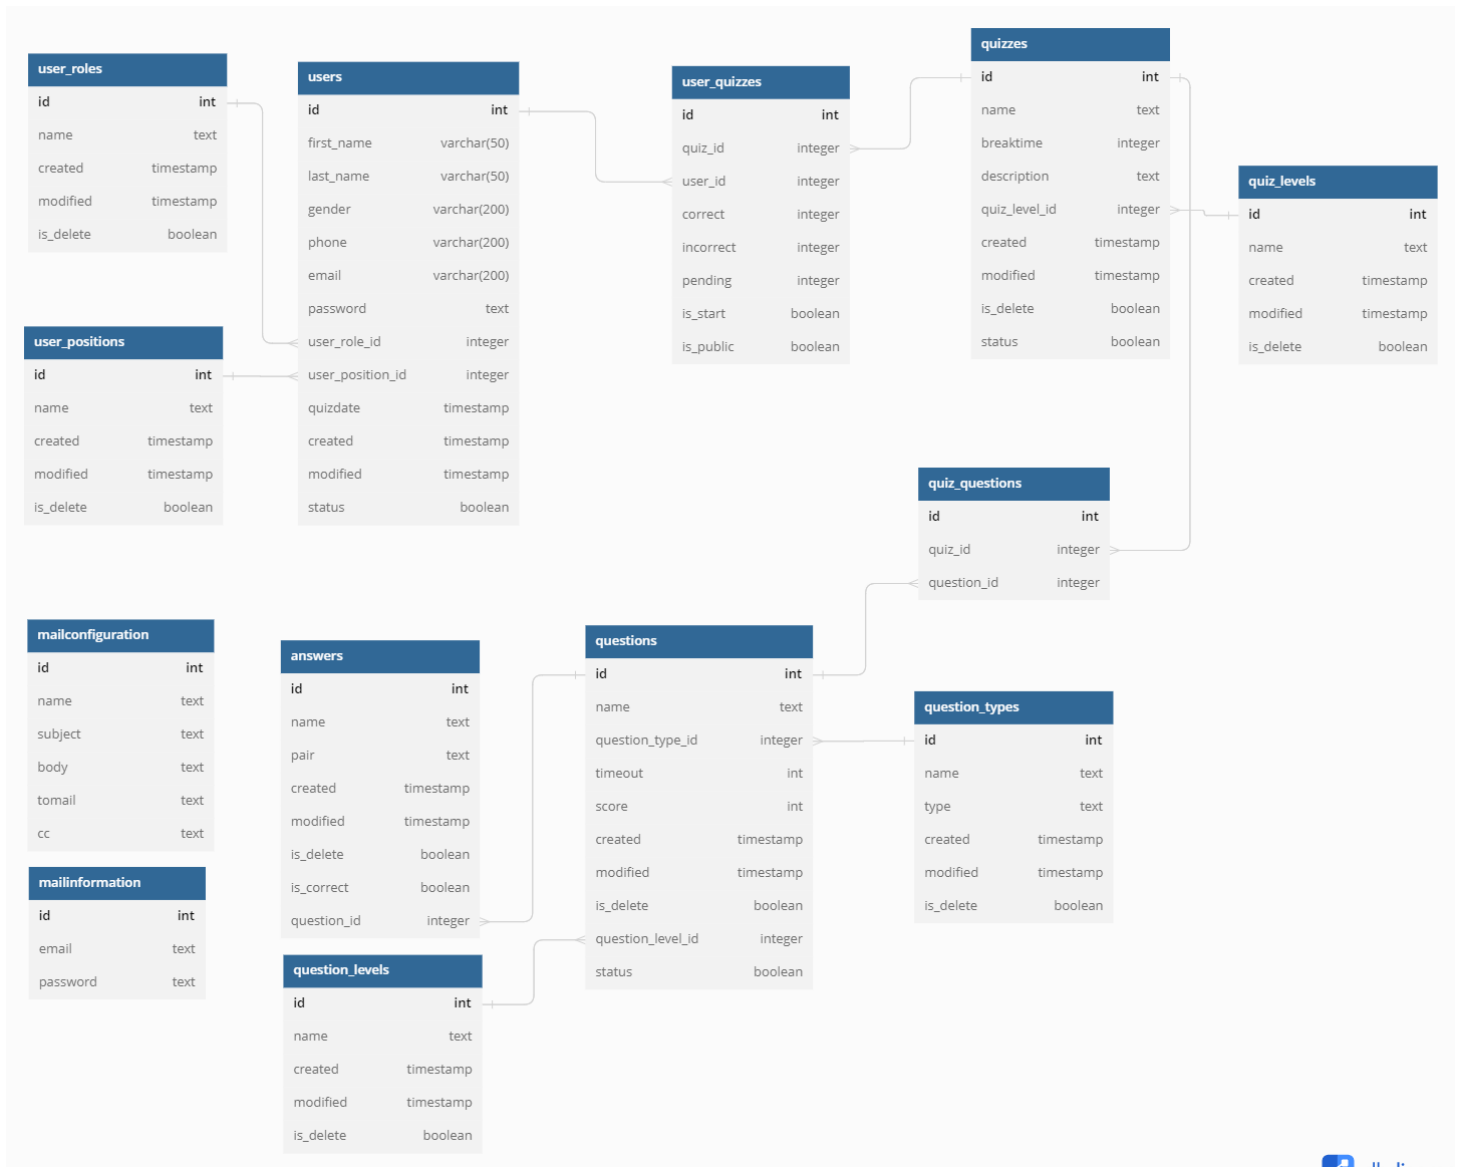 user_roles
id int
name text
created timestamp
modified timestamp
is_delete boolean
users
id int
first_name varchar(50)
last_name varchar(50)
gender varchar(200)
phone varchar(200)
email varchar(200)
password text
user_role_id integer
user_position_id integer
quizdate timestamp
created timestamp
modified timestamp
status boolean
user_quizzes
id int
quiz_id integer
user_id integer
correct integer
incorrect integer
pending integer
is_start boolean
is_public boolean
quizzes
id int
name text
breaktime integer
description text
quiz_level_id integer
created timestamp
modified timestamp
is_delete boolean
status boolean
quiz_levels
id int
name text
created timestamp
modified timestamp
is_delete boolean
user_positions
id int
name text
created timestamp
modified timestamp
is_delete boolean
quiz_questions
id int
quiz_id integer
question_id integer
mailconfiguration
id int
name text
subject text
body text
tomail text
cc text
answers
id int
name text
pair text
created timestamp
modified timestamp
is_delete boolean
is_correct boolean
question_id integer
questions
id int
name text
question_type_id integer
timeout int
score int
created timestamp
modified timestamp
is_delete boolean
question_level_id integer
status boolean
question_types
id int
name text
type text
created timestamp
modified timestamp
is_delete boolean
mailinformation
id int
email text
password text
question_levels
id int
name text
created timestamp
modified timestamp
is_delete boolean